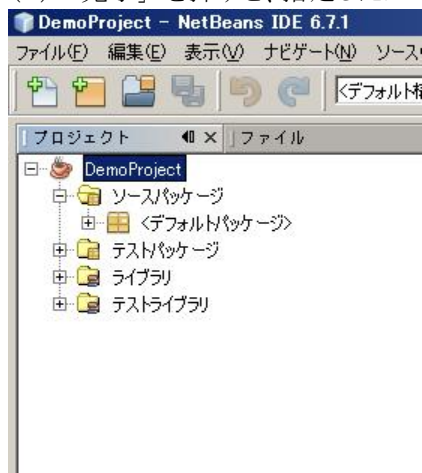 DemoProject - NetBeans IDE 6.7.1
ファイル(F) 編集(E) 表示(V) ナビゲート(N) ソース
<デフォルト構
プロジェクト ファイル
DemoProject
ソースパッケージ
<デフォルトパッケージ>
テストパッケージ
ライブラリ
テストライブラリ